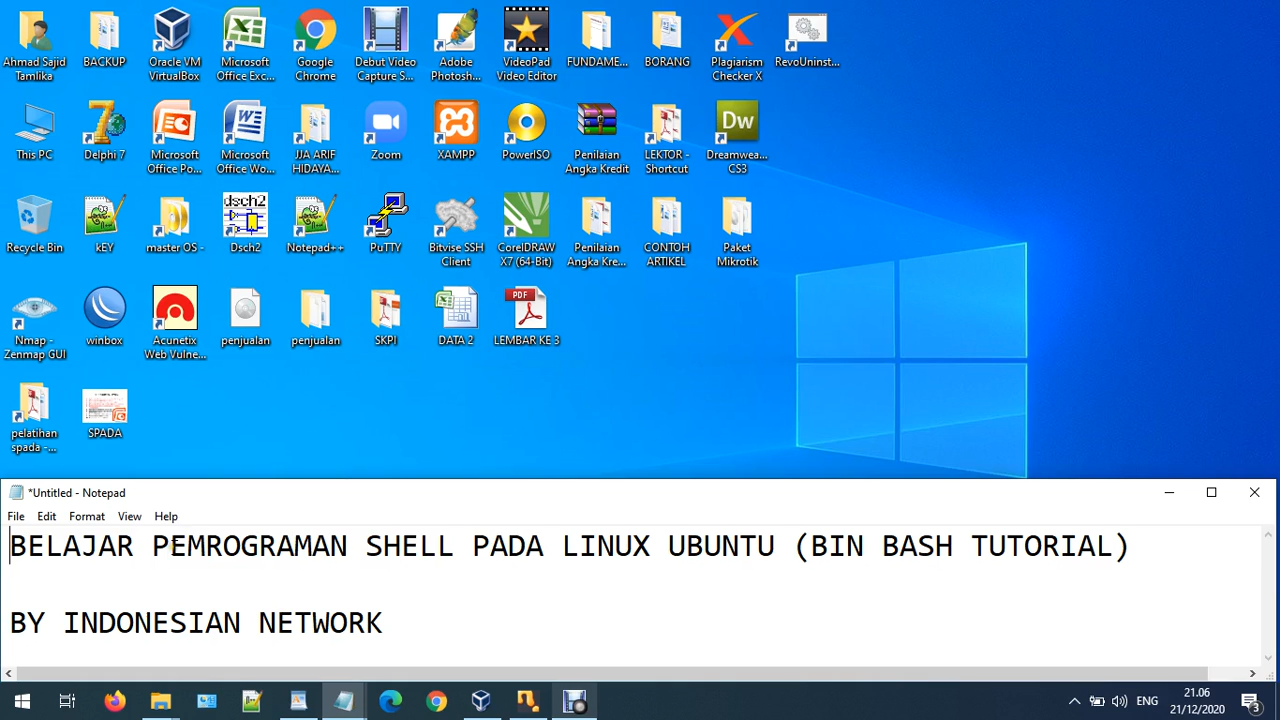 Ahmad Sajid Tamlika
BACKUP
Oracle VM VirtualBox
Microsoft Office Exc...
Google Chrome
Debut Video Capture S...
Adobe Photosh...
VideoPad Video Editor
FUNDAME...
BORANG
Plagiarism Checker X
RevoUninst...
This PC
Delphi 7
Microsoft Office Po...
Microsoft Office Wo...
JJA ARIF HIDAYA...
Zoom
XAMPP
PowerISO
Penilaian Angka Kredit
LEKTOR - Shortcut
Dw
Dreamwea... CS3
Recycle Bin
kEY
master OS -
dsch2
Dsch2
Notepad++
PuTTY
Bitvise SSH Client
CorelDRAW X7 (64-Bit)
Penilaian Angka Kre...
CONTOH ARTIKEL
Paket Mikrotik
Nmap - Zenmap GUI
winbox
Acunetix Web Vulne...
penjualan
penjualan
SKPI
DATA 2
PDF
LEMBAR KE 3
pelatihan spada -...
SPADA
*Untitled - Notepad
File Edit Format View Help
BELAJAR PEMROGRAMAN SHELL PADA LINUX UBUNTU (BIN BASH TUTORIAL)
BY INDONESIAN NETWORK
ENG
21.06
21/12/2020
3